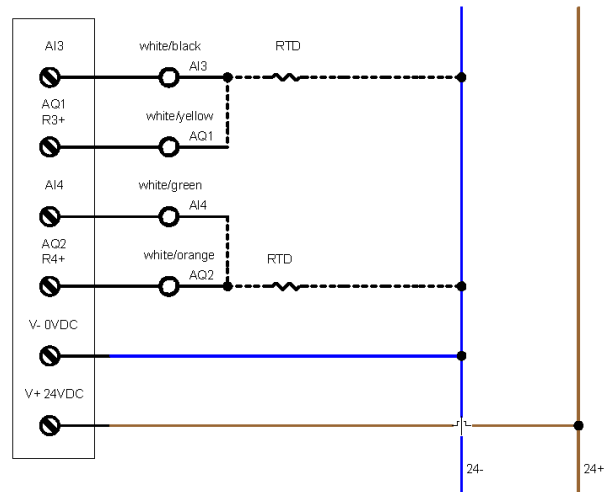 AI3
white/black
RTD
AI3
AQ1
R3+
white/yellow
AQ1
AI4
white/green
AI4
AQ2
R4+
white/orange
RTD
AQ2
V- 0VDC
V+ 24VDC
24-
24+